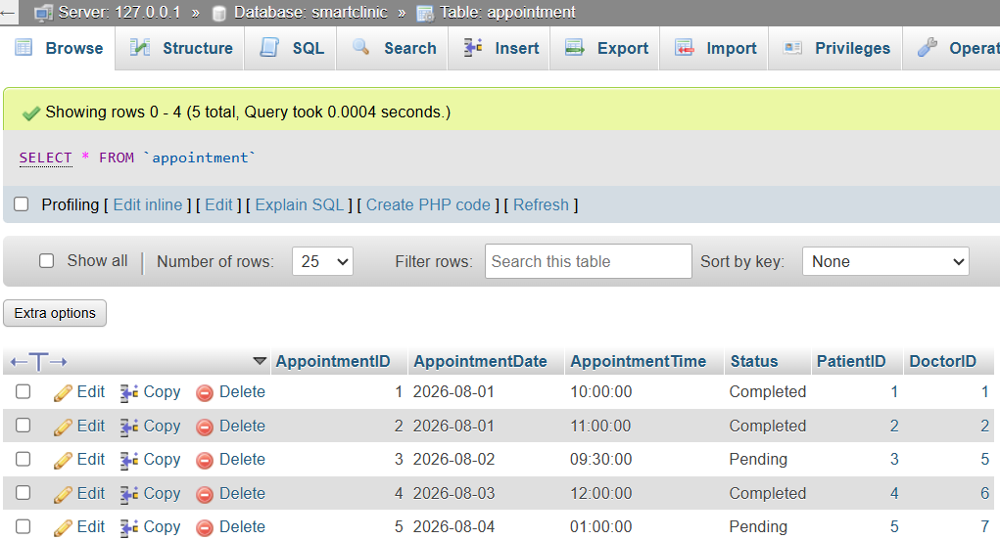 ← Server: 127.0.0.1 » Database: smartclinic » Table: appointment
Browse Structure SQL Search Insert Export Import Privileges Operat
Showing rows 0 - 4 (5 total, Query took 0.0004 seconds.)
SELECT * FROM `appointment`
Profiling [ Edit inline ] [ Edit ] [ Explain SQL ] [ Create PHP code ] [ Refresh ]
Show all | Number of rows: 25 Filter rows: Search this table Sort by key: None
Extra options
←T→ AppointmentID AppointmentDate AppointmentTime Status PatientID DoctorID
Edit Copy Delete 1 2026-08-01 10:00:00 Completed 1 1
Edit Copy Delete 2 2026-08-01 11:00:00 Completed 2 2
Edit Copy Delete 3 2026-08-02 09:30:00 Pending 3 5
Edit Copy Delete 4 2026-08-03 12:00:00 Completed 4 6
Edit Copy Delete 5 2026-08-04 01:00:00 Pending 5 7